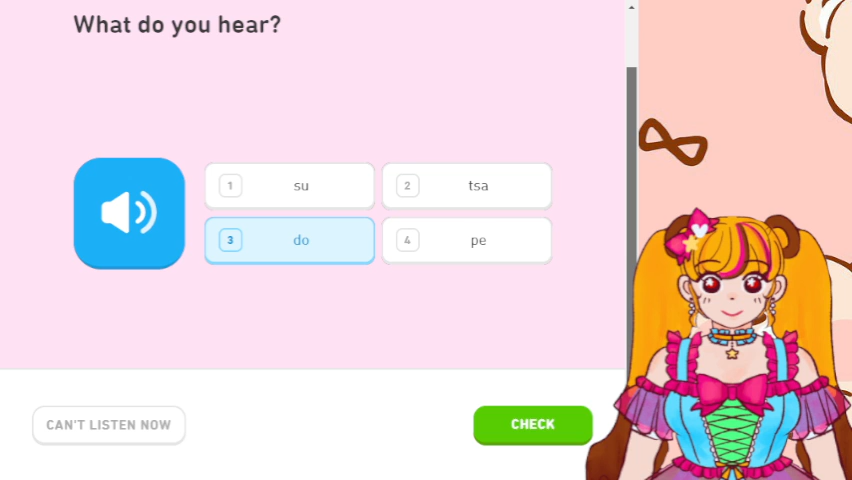 What do you hear?
1 su
2 tsa
3 do
4 pe
CAN'T LISTEN NOW
CHECK